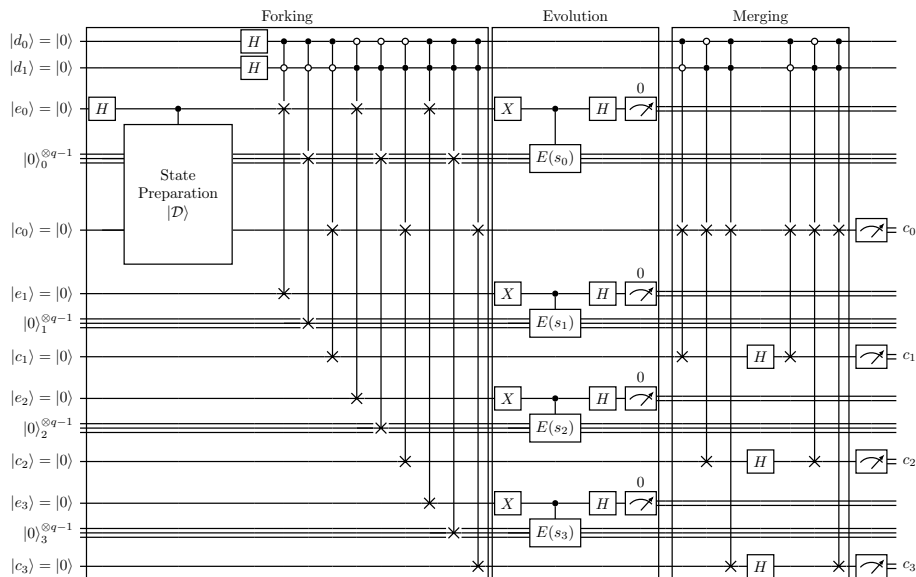 Forking Evolution Merging
|d₀⟩ = |0⟩ H
|d₁⟩ = |0⟩ H
0
|e₀⟩ = |0⟩ H X H
|0⟩₀^{⊗q−1} E(s₀)
State
Preparation
|𝒟⟩
|c₀⟩ = |0⟩ c₀
0
|e₁⟩ = |0⟩ X H
|0⟩₁^{⊗q−1} E(s₁)
|c₁⟩ = |0⟩ H c₁
0
|e₂⟩ = |0⟩ X H
|0⟩₂^{⊗q−1} E(s₂)
|c₂⟩ = |0⟩ H c₂
0
|e₃⟩ = |0⟩ X H
|0⟩₃^{⊗q−1} E(s₃)
|c₃⟩ = |0⟩ H c₃